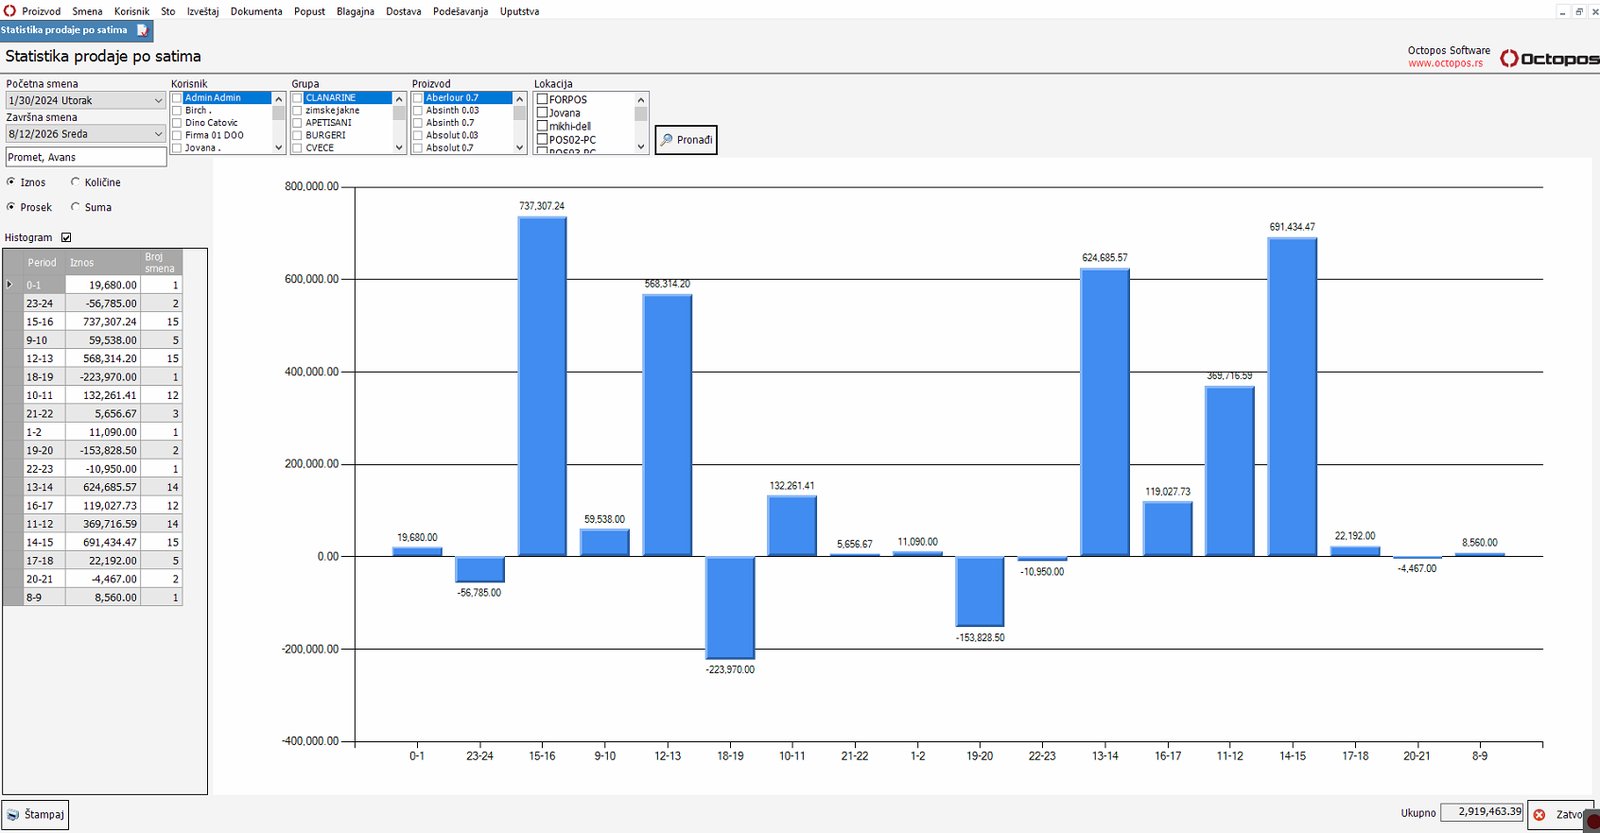 Proizvod Smena Korisnik Sto Izveštaj Dokumenta Popust Blagajna Dostava Podešavanja Uputstva
Statistika prodaje po satima
Statistika prodaje po satima
Octopos Software
www.octopos.rs
Octopos
Početna smena
1/30/2024 Utorak
Završna smena
8/12/2026 Sreda
Promet, Avans
Korisnik
Admin Admin
Birch .
Dino Catovic
Firma 01 DOO
Jovana .
Grupa
CLANARINE
zimske jakne
APETISANI
BURGERI
CVECE
Proizvod
Aberlour 0.7
Absinth 0.03
Absinth 0.7
Absolut 0.03
Absolut 0.7
Lokacija
FORPOS
Jovana
mikhi-dell
POS02-PC
POS03-PC
Pronađi
Iznos Količine
Prosek Suma
Histogram
Period Iznos Broj smena
0-1 19,680.00 1
23-24 -56,785.00 2
15-16 737,307.24 15
9-10 59,538.00 5
12-13 568,314.20 15
18-19 -223,970.00 1
10-11 132,261.41 12
21-22 5,656.67 3
1-2 11,090.00 1
19-20 -153,828.50 2
22-23 -10,950.00 1
13-14 624,685.57 14
16-17 119,027.73 12
11-12 369,716.59 14
14-15 691,434.47 15
17-18 22,192.00 5
20-21 -4,467.00 2
8-9 8,560.00 1
800,000.00
600,000.00
400,000.00
200,000.00
0.00
-200,000.00
-400,000.00
19,680.00
-56,785.00
737,307.24
59,538.00
568,314.20
-223,970.00
132,261.41
5,656.67
11,090.00
-153,828.50
-10,950.00
624,685.57
119,027.73
369,716.59
691,434.47
22,192.00
-4,467.00
8,560.00
0-1 23-24 15-16 9-10 12-13 18-19 10-11 21-22 1-2 19-20 22-23 13-14 16-17 11-12 14-15 17-18 20-21 8-9
Štampaj
Ukupno 2,919,463.39
Zatvo